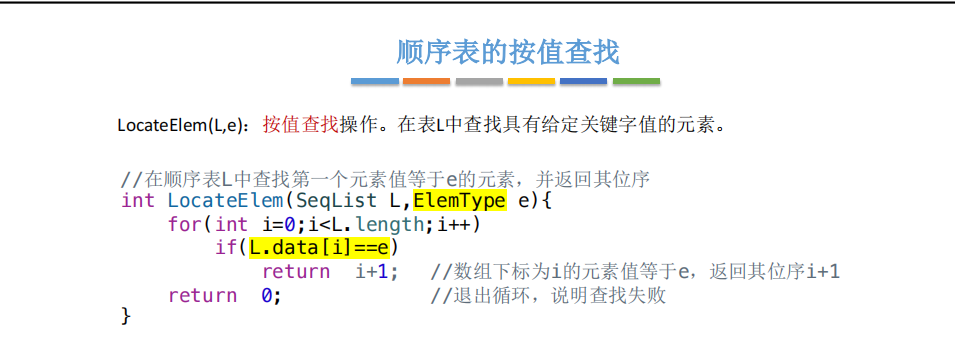 顺序表的按值查找
LocateElem(L,e)：按值查找操作。在表L中查找具有给定关键字值的元素。
//在顺序表L中查找第一个元素值等于e的元素，并返回其位序
int LocateElem(SeqList L,ElemType e){
    for(int i=0;i<L.length;i++)
        if(L.data[i]==e)
            return i+1;   //数组下标为i的元素值等于e，返回其位序i+1
    return 0;             //退出循环，说明查找失败
}